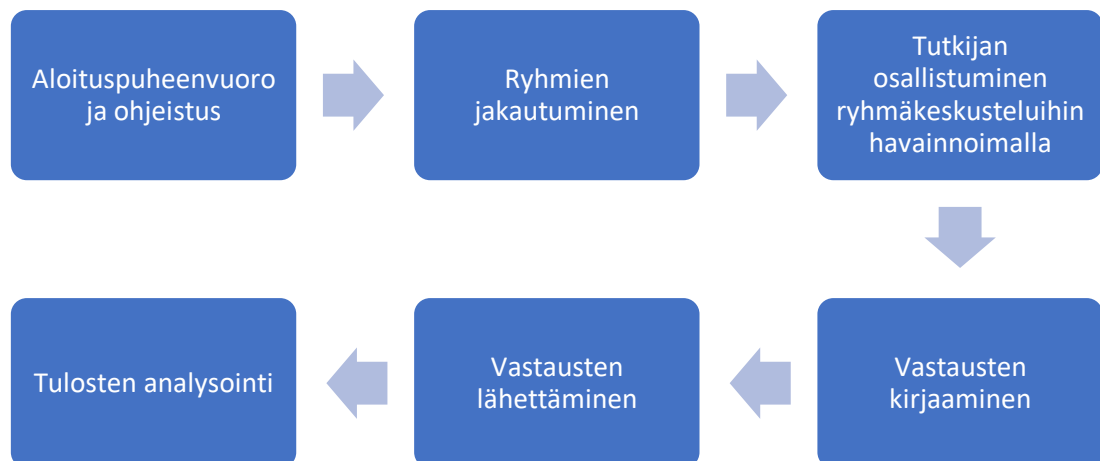 Aloituspuheenvuoro
ja ohjeistus
Ryhmien
jakautuminen
Tutkijan
osallistuminen
ryhmäkeskusteluihin
havainnoimalla
Vastausten
kirjaaminen
Vastausten
lähettäminen
Tulosten analysointi